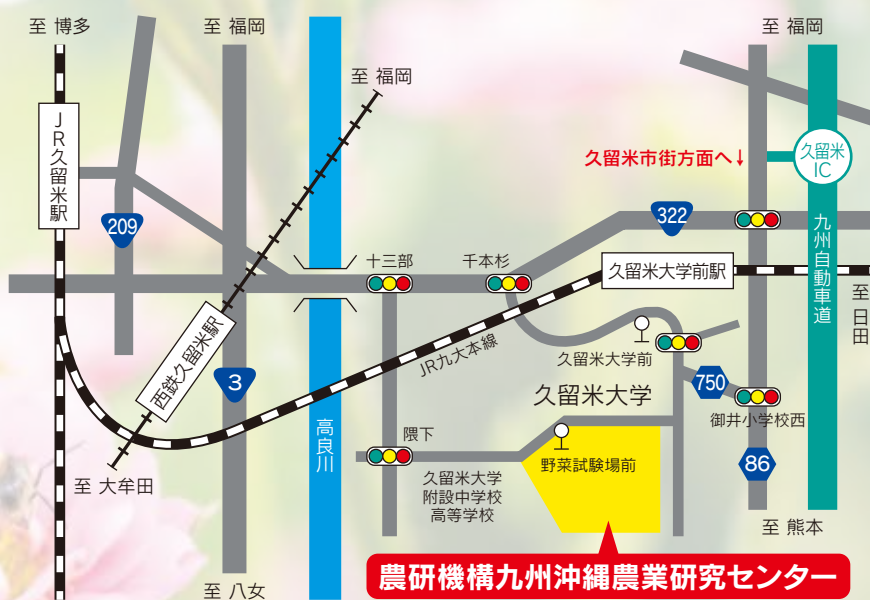 至 博多
至 福岡
至 福岡
至 福岡
JR久留米駅
久留米市街方面へ↓
久留米
IC
209
322
九州自動車道
十三部
千本杉
久留米大学前駅
至 日田
西鉄久留米駅
JR九大本線
久留米大学前
3
750
久留米大学
御井小学校西
高良川
隈下
野菜試験場前
86
至 大牟田
久留米大学
附設中学校
高等学校
至 熊本
農研機構九州沖縄農業研究センター
至 八女